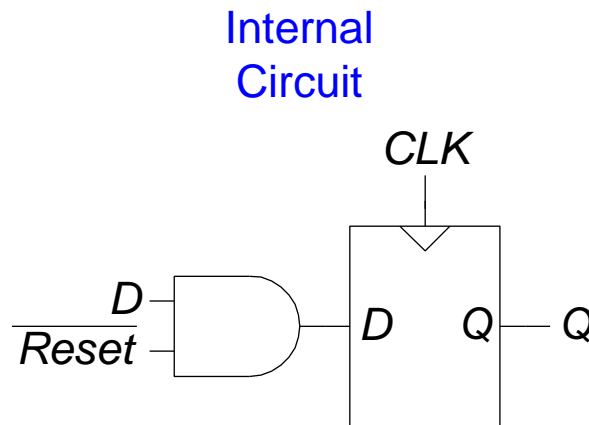 Internal
Circuit
CLK
D
Reset
D
Q
Q